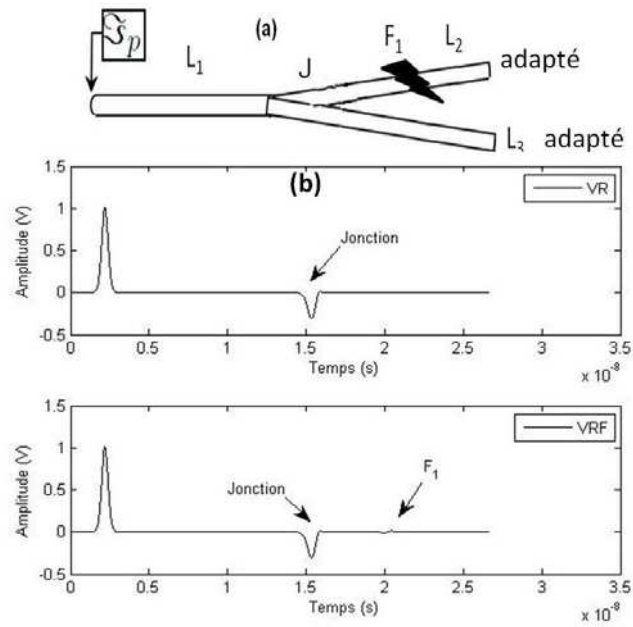 (a)
𝔉p
L1
J
F1
L2
adapté
L3 adapté
(b)
VR
Amplitude (V)
1.5
1
0.5
0
-0.5
Jonction
0 0.5 1 1.5 2 2.5 3 3.5
Temps (s)
x 10-8
VRF
Amplitude (V)
1.5
1
0.5
0
-0.5
Jonction
F1
0 0.5 1 1.5 2 2.5 3 3.5
Temps (s)
x 10-8